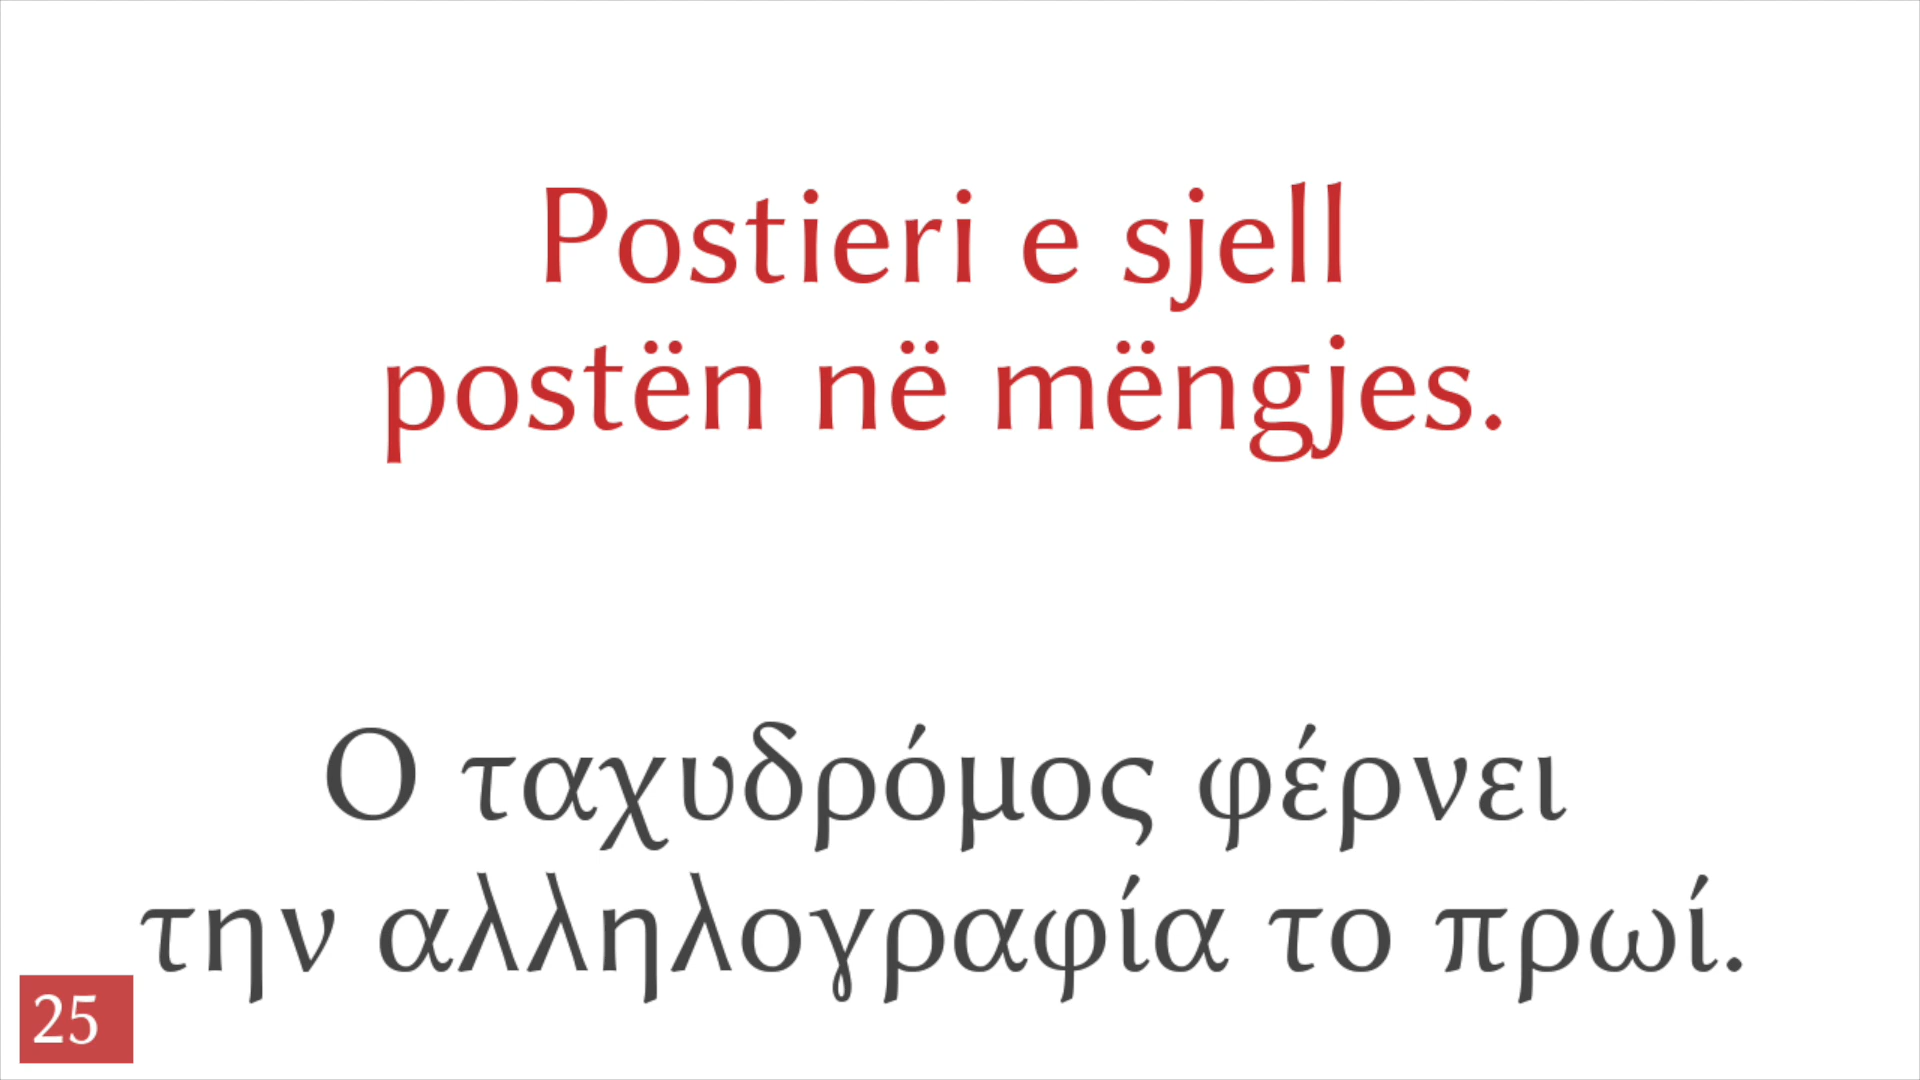 Postieri e sjell
postën në mëngjes.
Ο ταχυδρόμος φέρνει
την αλληλογραφία το πρωί.
25